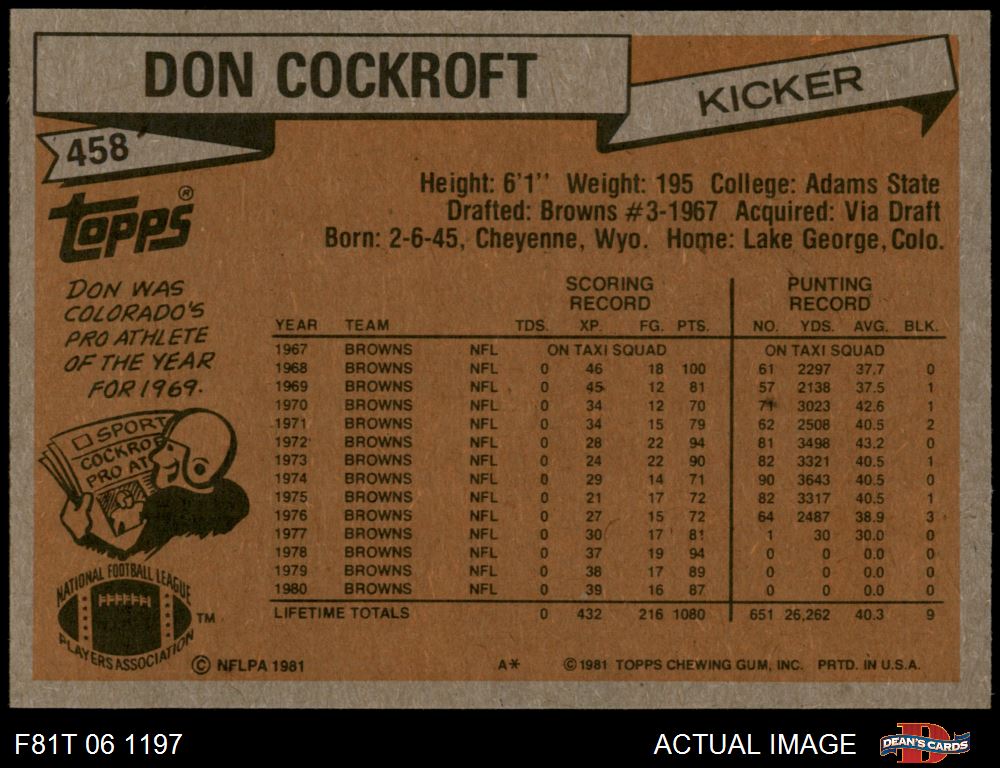 DON COCKROFT
KICKER
458
TOPPS®
Height: 6'1'' Weight: 195 College: Adams State
Drafted: Browns #3-1967 Acquired: Via Draft
Born: 2-6-45, Cheyenne, Wyo. Home: Lake George, Colo.
DON WAS
COLORADO'S
PRO ATHLETE
OF THE YEAR
FOR 1969.
SPORT
COCKROF
PRO AT
SCORING PUNTING
RECORD RECORD
YEAR TEAM TDS. XP. FG. PTS. NO. YDS. AVG. BLK.
1967 BROWNS NFL ON TAXI SQUAD ON TAXI SQUAD
1968 BROWNS NFL 0 46 18 100 61 2297 37.7 0
1969 BROWNS NFL 0 45 12 81 57 2138 37.5 1
1970 BROWNS NFL 0 34 12 70 71 3023 42.6 1
1971 BROWNS NFL 0 34 15 79 62 2508 40.5 2
1972 BROWNS NFL 0 28 22 94 81 3498 43.2 0
1973 BROWNS NFL 0 24 22 90 82 3321 40.5 1
1974 BROWNS NFL 0 29 14 71 90 3643 40.5 0
1975 BROWNS NFL 0 21 17 72 82 3317 40.5 1
1976 BROWNS NFL 0 27 15 72 64 2487 38.9 3
1977 BROWNS NFL 0 30 17 81 1 30 30.0 0
1978 BROWNS NFL 0 37 19 94 0 0 0.0 0
1979 BROWNS NFL 0 38 17 89 0 0 0.0 0
1980 BROWNS NFL 0 39 16 87 0 0 0.0 0
LIFETIME TOTALS 0 432 216 1080 651 26,262 40.3 9
NATIONAL FOOTBALL LEAGUE
PLAYERS ASSOCIATION
TM
© NFLPA 1981 A* © 1981 TOPPS CHEWING GUM, INC. PRTD. IN U.S.A.
F81T 06 1197
ACTUAL IMAGE
D
DEAN'S CARDS